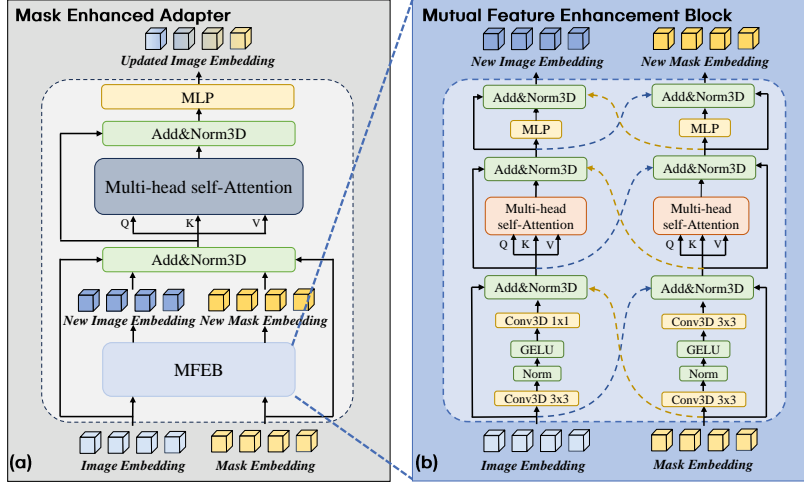 Mask Enhanced Adapter
Updated Image Embedding
MLP
Add&Norm3D
Multi-head self-Attention
Q K V
Add&Norm3D
New Image Embedding New Mask Embedding
MFEB
(a)
Image Embedding Mask Embedding
Mutual Feature Enhancement Block
New Image Embedding New Mask Embedding
Add&Norm3D Add&Norm3D
MLP MLP
Add&Norm3D Add&Norm3D
Multi-head Multi-head
self-Attention self-Attention
Q K V Q K V
Add&Norm3D Add&Norm3D
Conv3D 1x1 Conv3D 3x3
GELU GELU
Norm Norm
Conv3D 3x3 Conv3D 3x3
(b)
Image Embedding Mask Embedding